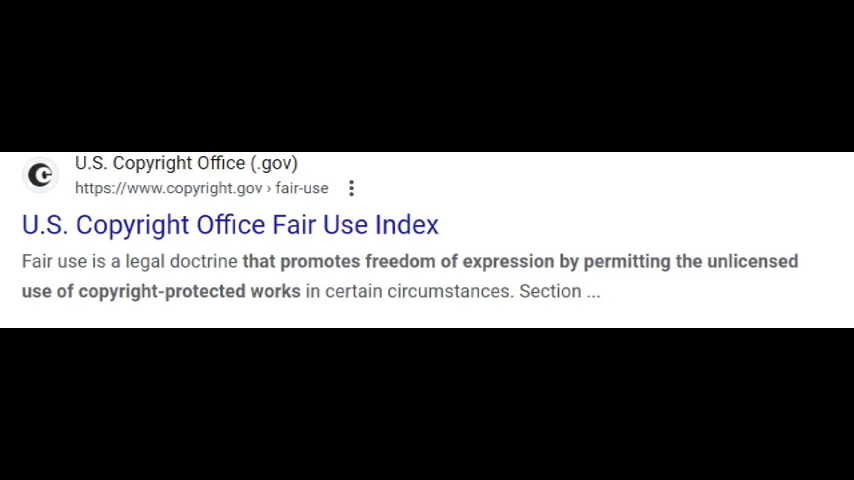 U.S. Copyright Office (.gov)
https://www.copyright.gov › fair-use
U.S. Copyright Office Fair Use Index
Fair use is a legal doctrine that promotes freedom of expression by permitting the unlicensed
use of copyright-protected works in certain circumstances. Section ...